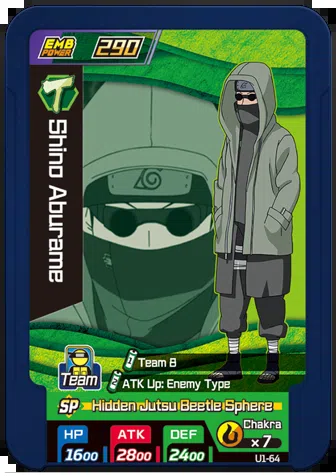 EMB
POWER
290
T
Shino Aburame
Team 8
ATK Up: Enemy Type
Team
SP Hidden Jutsu Beetle Sphere
HP ATK DEF Chakra
1600 2800 2400 ×7
U1-64